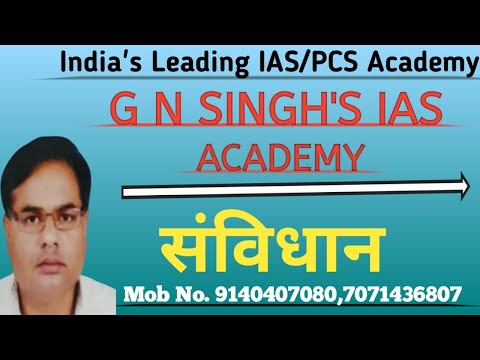 India's Leading IAS/PCS Academy
G N SINGH'S IAS
ACADEMY
संविधान
Mob No. 9140407080,7071436807